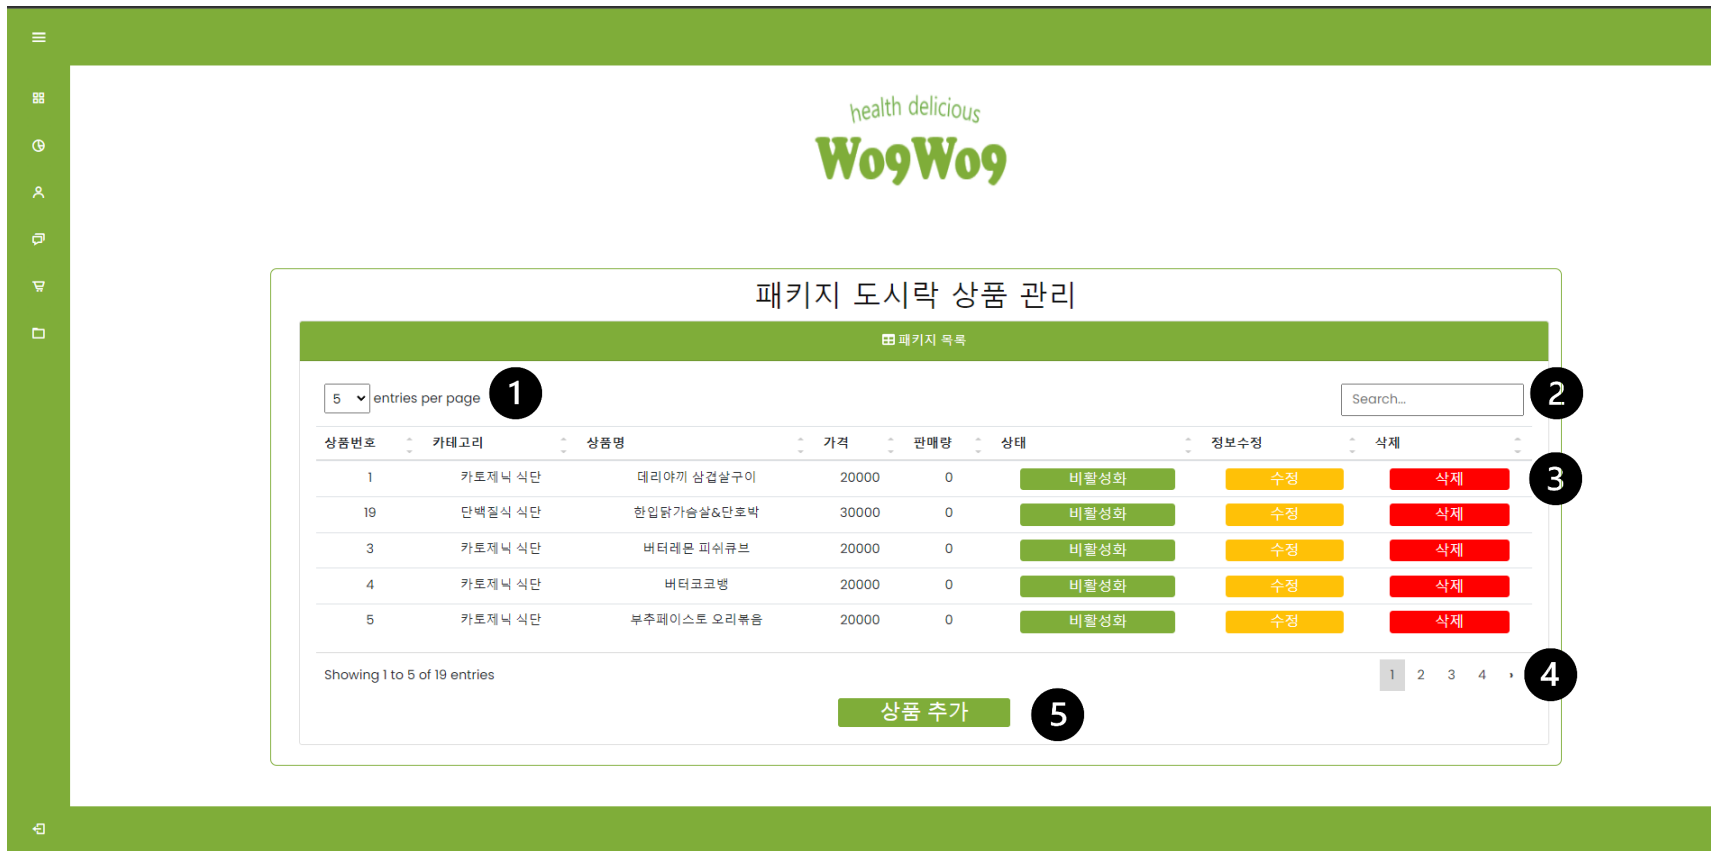 health delicious
Wo9Wo9
패키지 도시락 상품 관리
패키지 목록
5 entries per page 1 Search... 2
상품번호 카테고리 상품명 가격 판매량 상태 정보수정 삭제
1 카토제닉 식단 데리야끼 삼겹살구이 20000 0 비활성화 수정 삭제 3
19 단백질식 식단 한입닭가슴살&단호박 30000 0 비활성화 수정 삭제
3 카토제닉 식단 버터레몬 피쉬큐브 20000 0 비활성화 수정 삭제
4 카토제닉 식단 버터코코뱅 20000 0 비활성화 수정 삭제
5 카토제닉 식단 부추페이스토 오리볶음 20000 0 비활성화 수정 삭제
Showing 1 to 5 of 19 entries 1 2 3 4 › 4
상품 추가 5